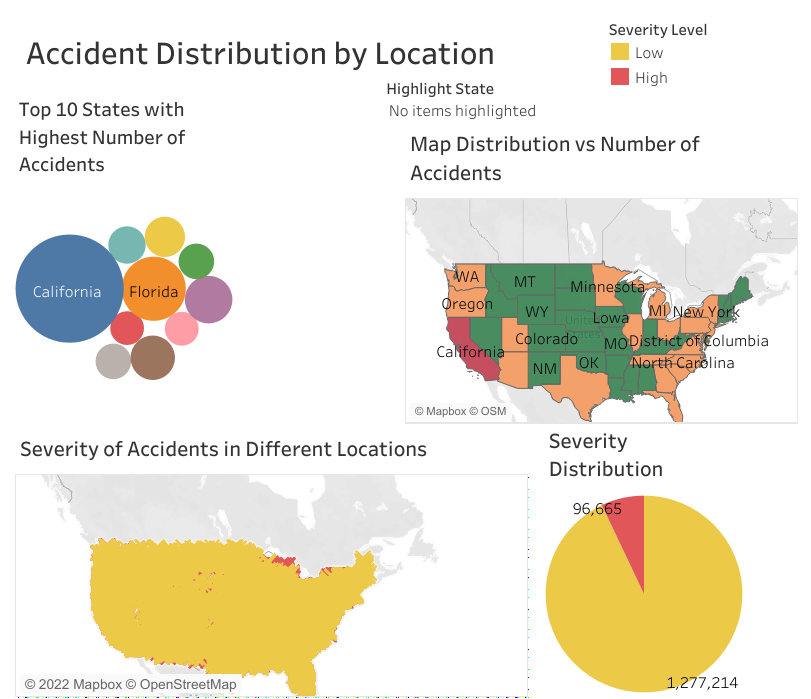 Severity Level
Low
High
Accident Distribution by Location
Highlight State
No items highlighted
Top 10 States with
Highest Number of
Accidents
California
Florida
Map Distribution vs Number of
Accidents
WA
MT
Minnesota
Oregon
WY
MI
New York
United
States
Iowa
Colorado
MO
District of Columbia
California
NM
OK
North Carolina
© Mapbox © OSM
Severity of Accidents in Different Locations
© 2022 Mapbox © OpenStreetMap
Severity
Distribution
96,665
1,277,214